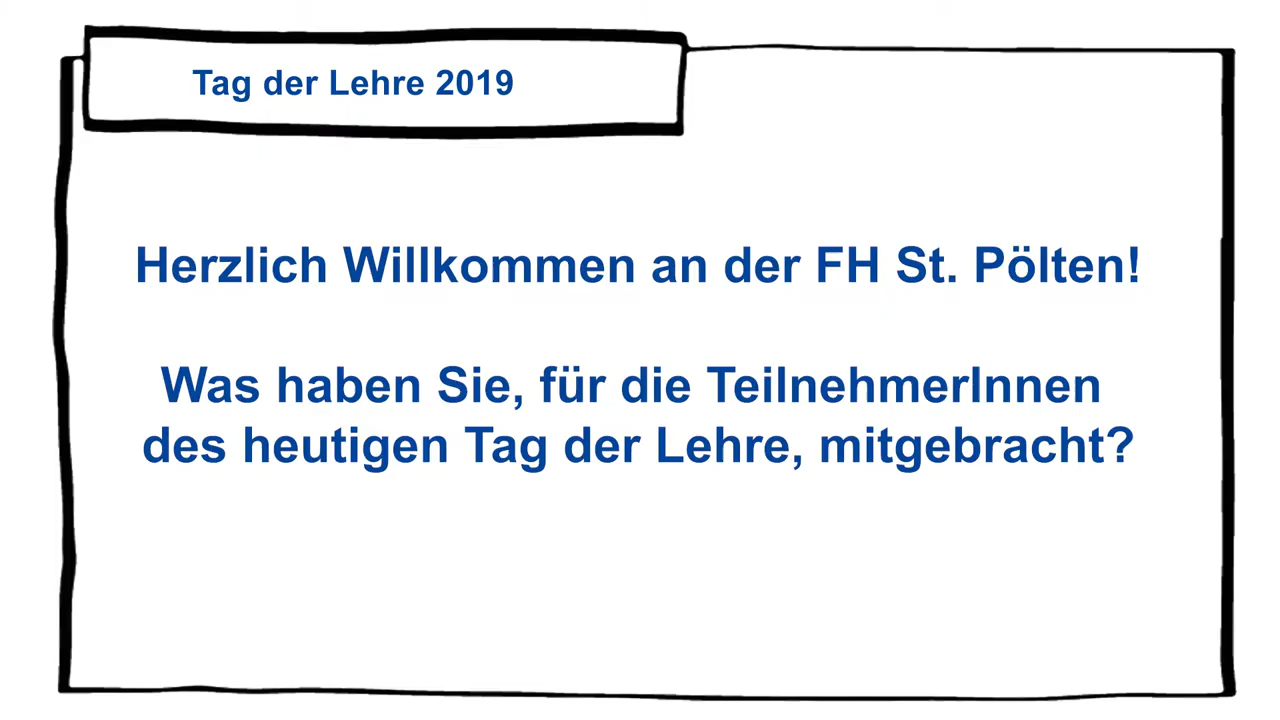 Tag der Lehre 2019
Herzlich Willkommen an der FH St. Pölten!
Was haben Sie, für die TeilnehmerInnen
des heutigen Tag der Lehre, mitgebracht?